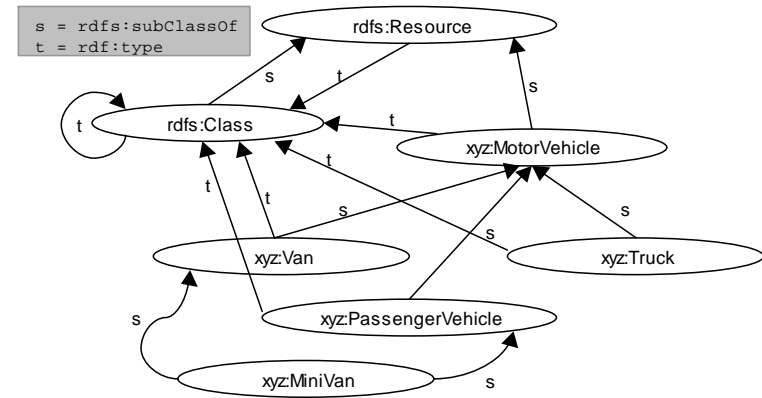 s = rdfs:subClassOf
t = rdf:type
rdfs:Resource
s
t
s
t
rdfs:Class
t
xyz:MotorVehicle
t
t
t
s
s
s
xyz:Van
xyz:Truck
s
xyz:PassengerVehicle
xyz:MiniVan
s